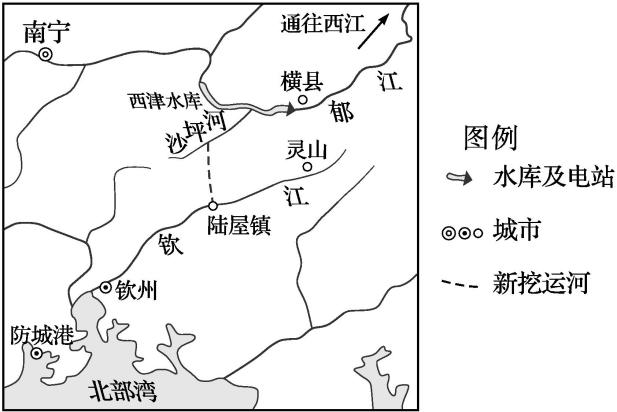 南宁
通往西江
横县
西津水库
郁江
沙坪河
灵山
陆屋镇
钦江
钦州
防城港
北部湾
图例
水库及电站
城市
新挖运河